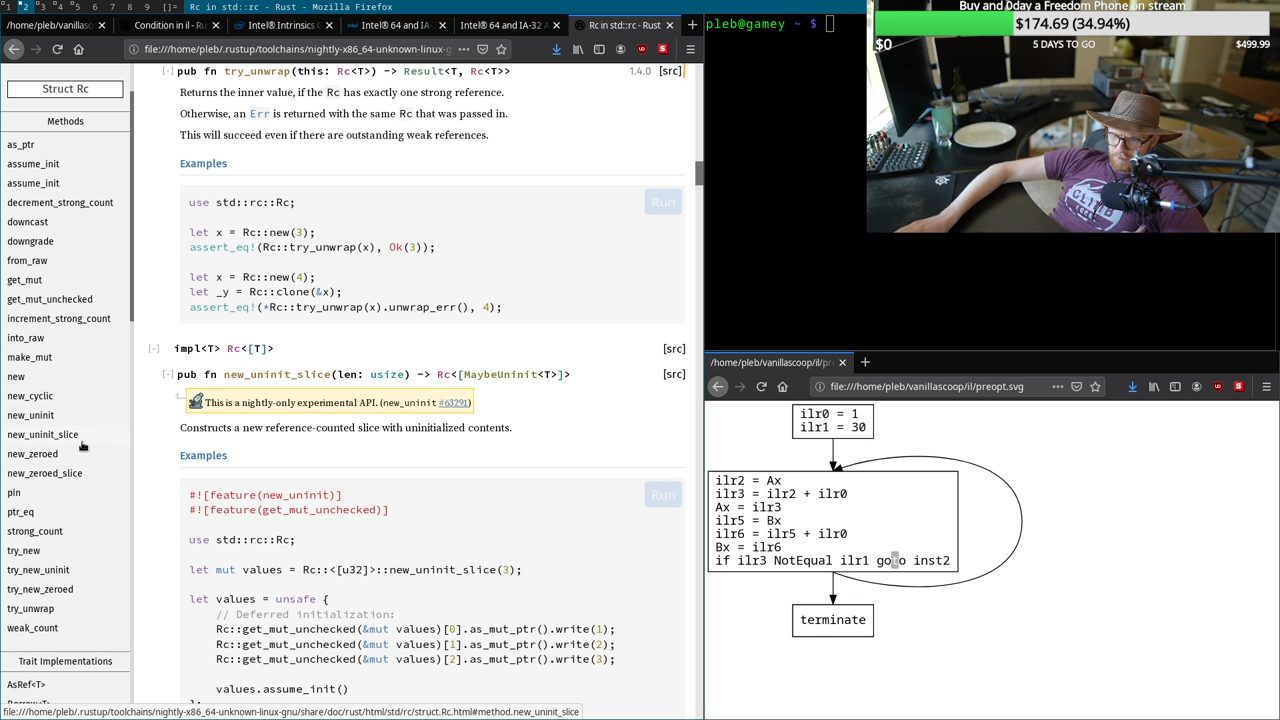 1 2 3 4 5 6 7 8 9 []= Rc in std::rc - Rust - Mozilla Firefox
/home/pleb/vanillascoop/il
Condition in il - Rust
Intel® Intrinsics
Intel® 64 and IA-
Intel® 64 and IA-32 A
Rc in std::rc - Rust
file:///home/pleb/.rustup/toolchains/nightly-x86_64-unknown-linux-g
Struct Rc
Methods
as_ptr
assume_init
assume_init
decrement_strong_count
downcast
downgrade
from_raw
get_mut
get_mut_unchecked
increment_strong_count
into_raw
make_mut
new
new_cyclic
new_uninit
new_uninit_slice
new_zeroed
new_zeroed_slice
pin
ptr_eq
strong_count
try_new
try_new_uninit
try_new_zeroed
try_unwrap
weak_count
Trait Implementations
AsRef<T>
[-] pub fn try_unwrap(this: Rc<T>) -> Result<T, Rc<T>> 1.4.0 [src]
Returns the inner value, if the Rc has exactly one strong reference.
Otherwise, an Err is returned with the same Rc that was passed in.
This will succeed even if there are outstanding weak references.
Examples
Run
use std::rc::Rc;
let x = Rc::new(3);
assert_eq!(Rc::try_unwrap(x), Ok(3));
let x = Rc::new(4);
let _y = Rc::clone(&x);
assert_eq!(*Rc::try_unwrap(x).unwrap_err(), 4);
[-] impl<T> Rc<[T]> [src]
[-] pub fn new_uninit_slice(len: usize) -> Rc<[MaybeUninit<T>]> [src]
This is a nightly-only experimental API. (new_uninit #63291)
Constructs a new reference-counted slice with uninitialized contents.
Examples
Run
#![feature(new_uninit)]
#![feature(get_mut_unchecked)]
use std::rc::Rc;
let mut values = Rc::<[u32]>::new_uninit_slice(3);
let values = unsafe {
// Deferred initialization:
Rc::get_mut_unchecked(&mut values)[0].as_mut_ptr().write(1);
Rc::get_mut_unchecked(&mut values)[1].as_mut_ptr().write(2);
Rc::get_mut_unchecked(&mut values)[2].as_mut_ptr().write(3);
values.assume_init()
file:///home/pleb/.rustup/toolchains/nightly-x86_64-unknown-linux-gnu/share/doc/rust/html/std/rc/struct.Rc.html#method.new_uninit_slice
pleb@gamey ~ $
Buy and 0day a Freedom Phone on stream
$174.69 (34.94%)
$0 5 DAYS TO GO $499.99
/home/pleb/vanillascoop/il/pr
file:///home/pleb/vanillascoop/il/preopt.svg
ilr0 = 1
ilr1 = 30
ilr2 = Ax
ilr3 = ilr2 + ilr0
Ax = ilr3
ilr5 = Bx
ilr6 = ilr5 + ilr0
Bx = ilr6
if ilr3 NotEqual ilr1 goto inst2
terminate